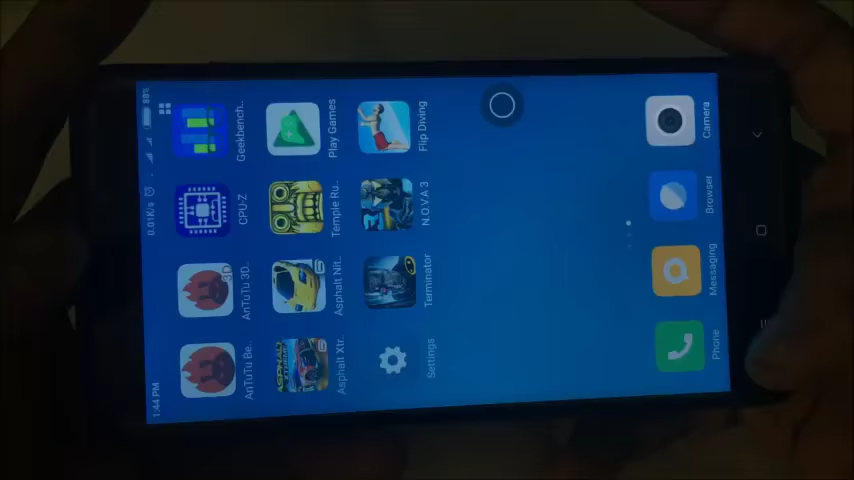 1:44 PM
0.01K/s 88%
AnTuTu Be..
AnTuTu 3D..
CPU-Z
Geekbench..
Asphalt Xtr..
Asphalt Nit..
Temple Ru..
Play Games
Settings
Terminator
N.O.V.A 3
Flip Diving
Phone
Messaging
Browser
Camera